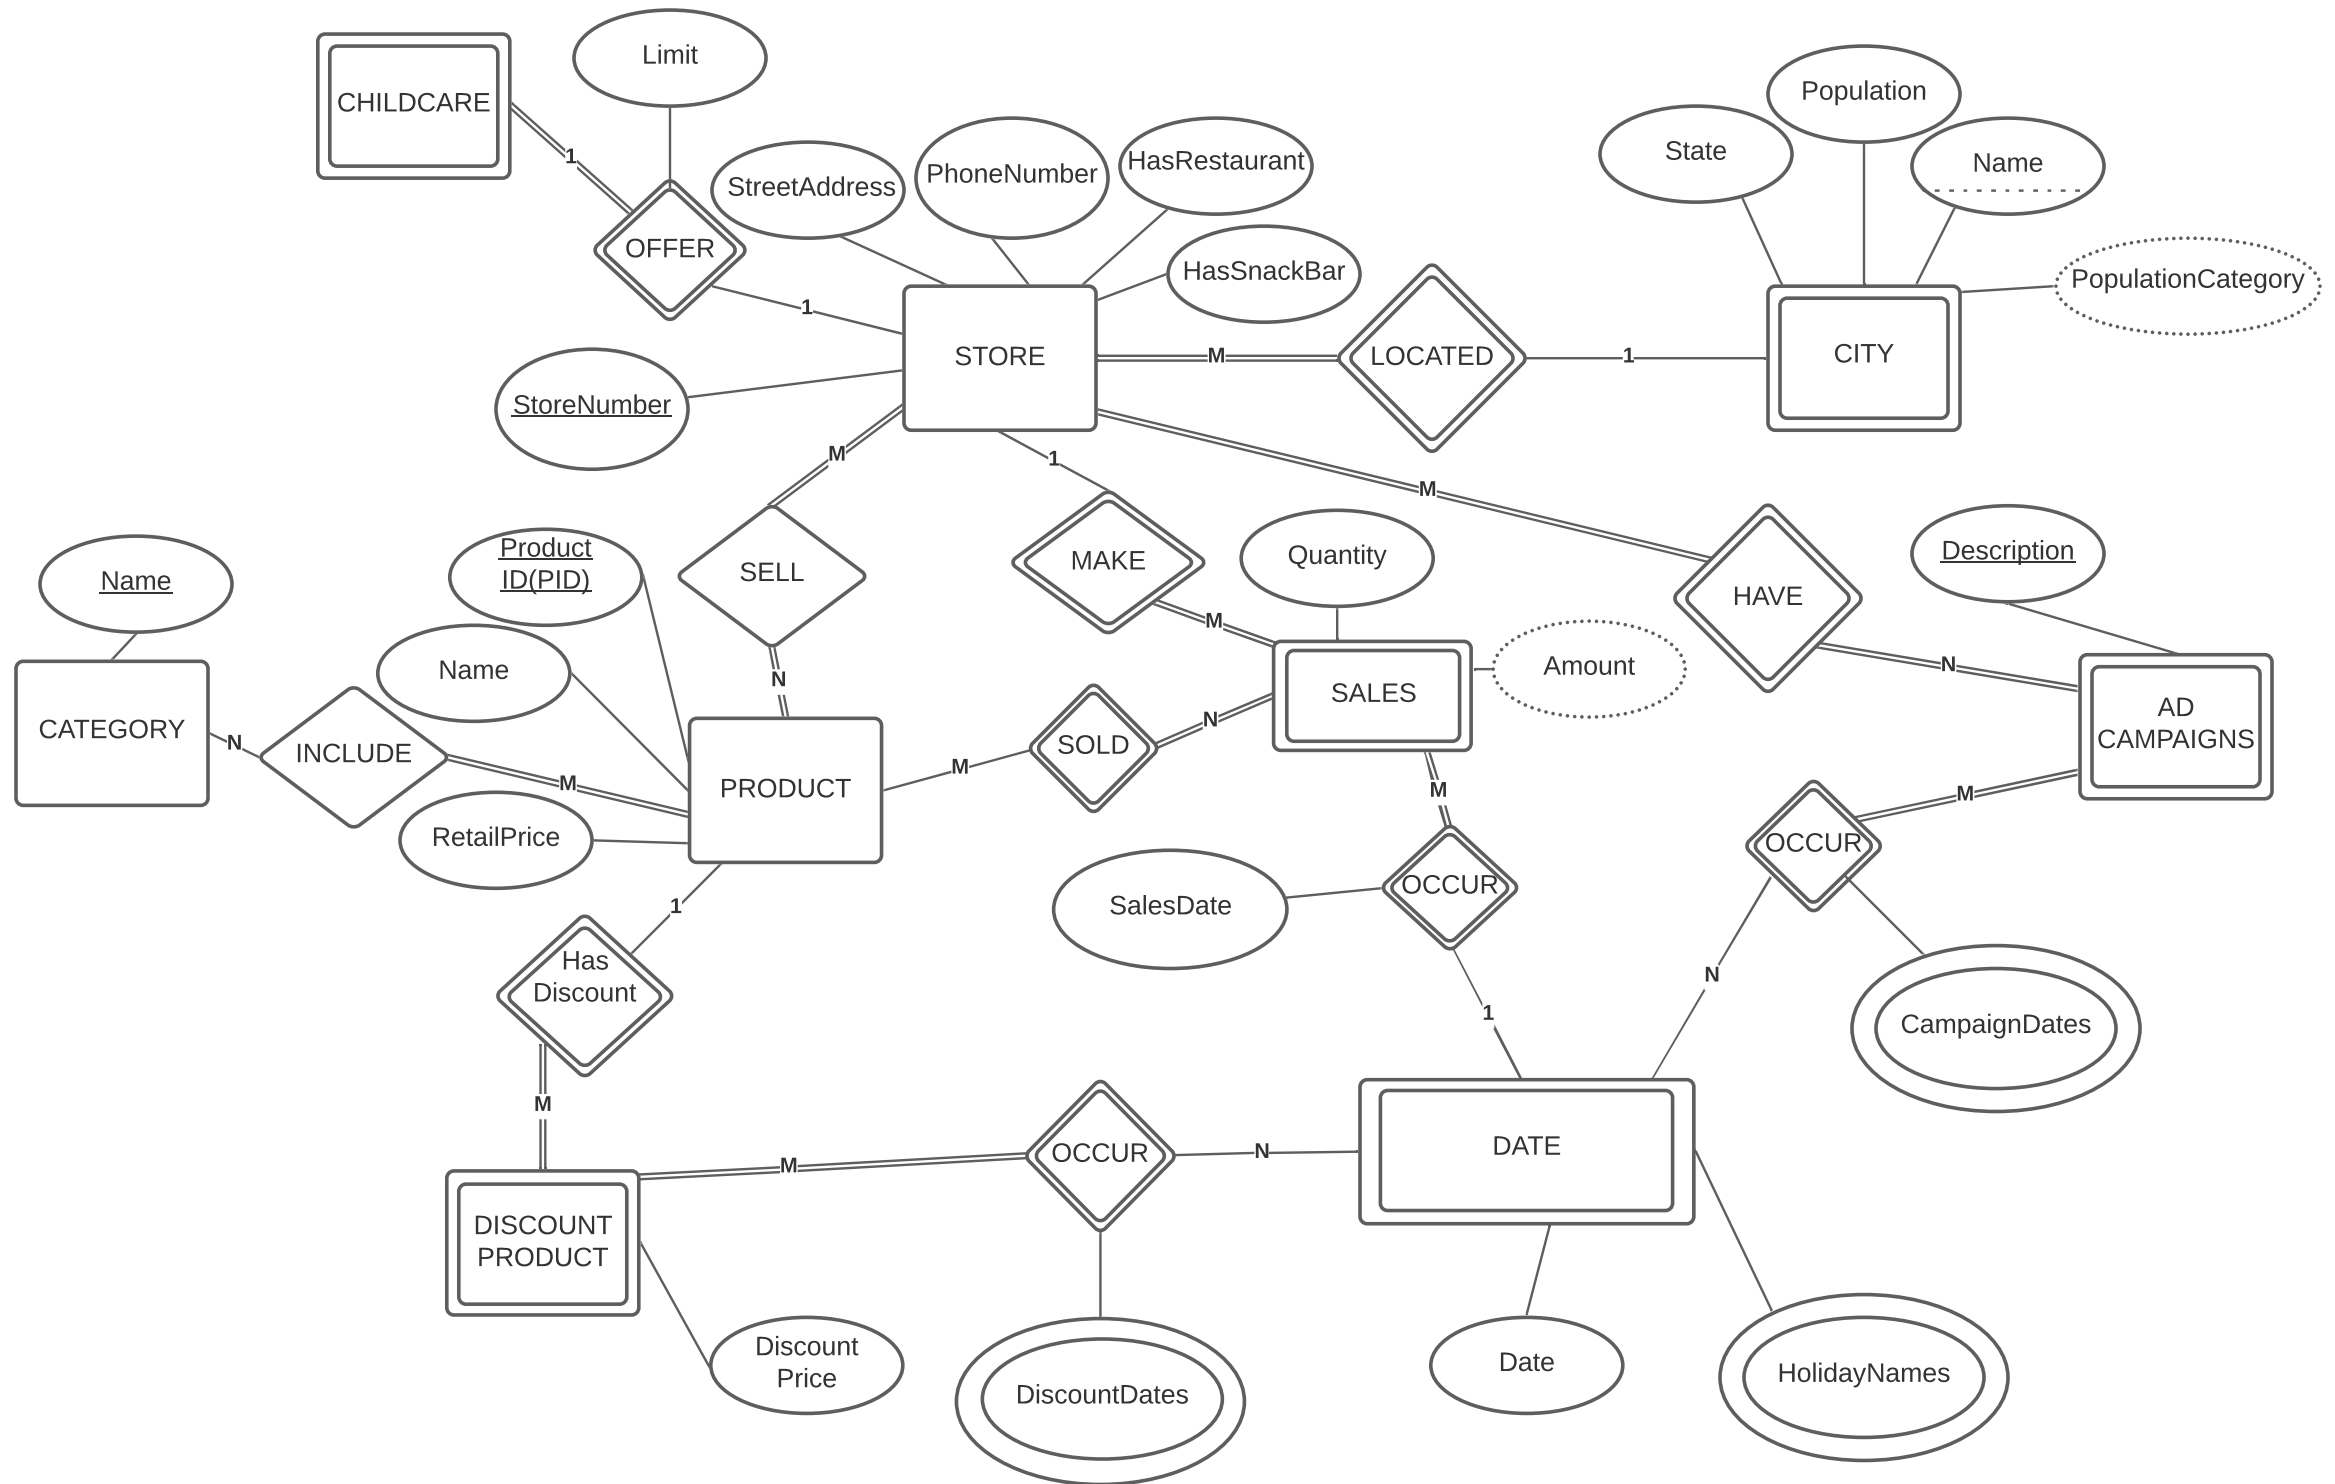 Limit
CHILDCARE
Population
State
Name
HasRestaurant
PhoneNumber
StreetAddress
1
OFFER
HasSnackBar
PopulationCategory
1
STORE
M
LOCATED
1
CITY
StoreNumber
M
1
M
Product
ID(PID)
Name
SELL
MAKE
Quantity
HAVE
Description
M
Name
N
SALES
Amount
N
AD
CAMPAIGNS
CATEGORY
N
INCLUDE
M
PRODUCT
M
SOLD
N
M
M
RetailPrice
OCCUR
1
SalesDate
OCCUR
Has
Discount
N
1
CampaignDates
M
M
OCCUR
N
DATE
DISCOUNT
PRODUCT
Discount
Price
DiscountDates
Date
HolidayNames